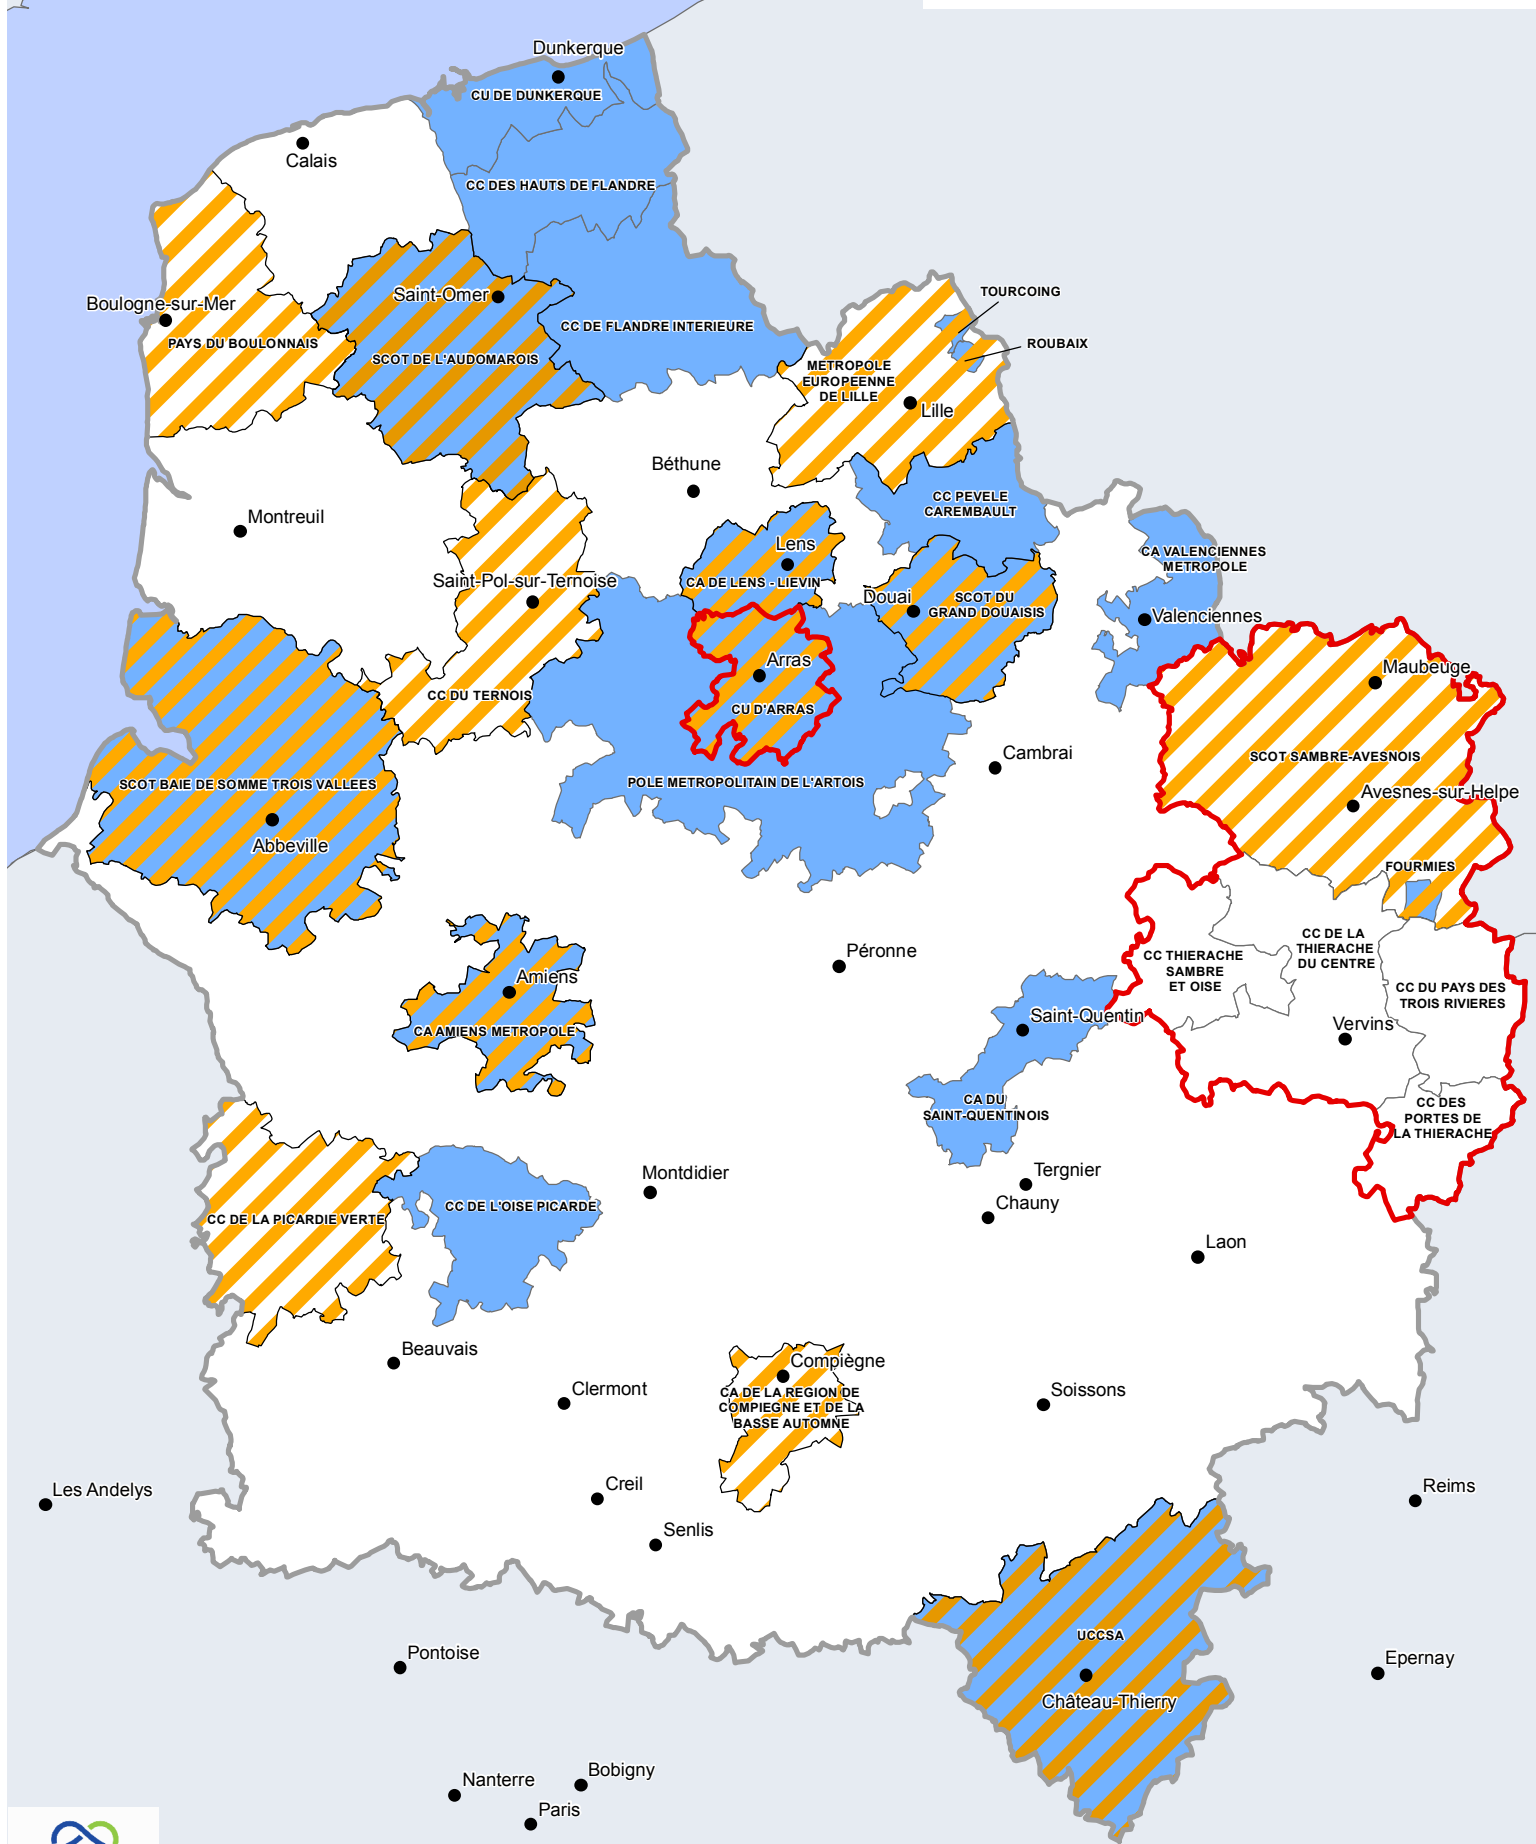 Dunkerque
CU DE DUNKERQUE
Calais
CC DES HAUTS DE FLANDRE
Saint-Omer
Boulogne-sur-Mer
PAYS DU BOULONNAIS
SCOT DE L'AUDOMAROIS
CC DE FLANDRE INTERIEURE
TOURCOING
ROUBAIX
METROPOLE
EUROPEENNE
DE LILLE
Lille
Béthune
Montreuil
CC PEVELE
CAREMBAULT
Lens
CA DE LENS - LIEVIN
CA VALENCIENNES
METROPOLE
Saint-Pol-sur-Ternoise
Douai
SCOT DU
GRAND DOUAISIS
Valenciennes
Arras
CU D'ARRAS
CC DU TERNOIS
Maubeuge
SCOT SAMBRE-AVESNOIS
Cambrai
POLE METROPOLITAIN DE L'ARTOIS
SCOT BAIE DE SOMME TROIS VALLEES
Abbeville
Avesnes-sur-Helpe
FOURMIES
Péronne
CC THIERACHE
SAMBRE
ET OISE
CC DE LA
THIERACHE
DU CENTRE
CC DU PAYS DES
TROIS RIVIERES
Amiens
CA AMIENS METROPOLE
Saint-Quentin
Vervins
CA DU
SAINT-QUENTINOIS
CC DES
PORTES DE
LA THIERACHE
Montdidier
Tergnier
Chauny
CC DE LA PICARDIE VERTE
CC DE L'OISE PICARDE
Laon
Beauvais
Compiègne
CA DE LA REGION DE
COMPIEGNE ET DE LA
BASSE AUTOMNE
Clermont
Soissons
Les Andelys
Creil
Reims
Senlis
UCCSA
Pontoise
Château-Thierry
Epernay
Nanterre
Bobigny
Paris